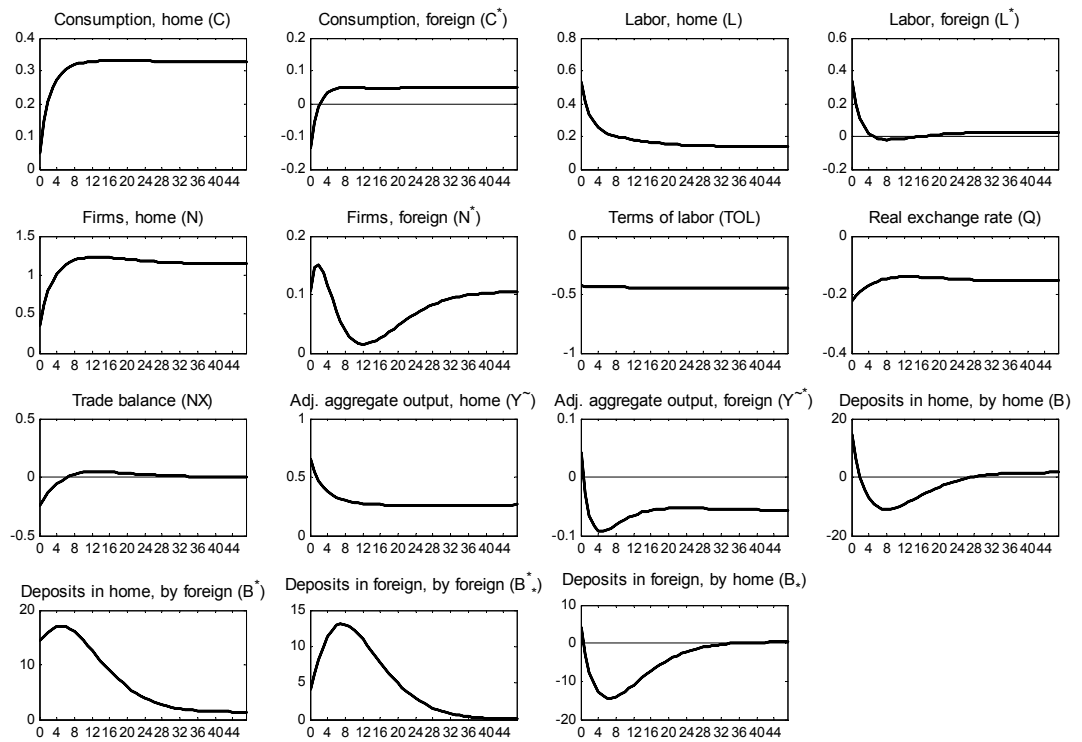 Consumption, home (C)
Consumption, foreign (C*)
Labor, home (L)
Labor, foreign (L*)
0.4
0.3
0.2
0.1
0
0 4 8 12 16 20 24 28 32 36 40 44
0.2
0.1
0
-0.1
-0.2
0 4 8 12 16 20 24 28 32 36 40 44
0.8
0.6
0.4
0.2
0
0 4 8 12 16 20 24 28 32 36 40 44
0.6
0.4
0.2
0
-0.2
0 4 8 12 16 20 24 28 32 36 40 44
Firms, home (N)
Firms, foreign (N*)
Terms of labor (TOL)
Real exchange rate (Q)
1.5
1
0.5
0
0 4 8 12 16 20 24 28 32 36 40 44
0.2
0.1
0
0 4 8 12 16 20 24 28 32 36 40 44
0
-0.5
-1
0 4 8 12 16 20 24 28 32 36 40 44
0
-0.2
-0.4
0 4 8 12 16 20 24 28 32 36 40 44
Trade balance (NX)
Adj. aggregate output, home (Y~)
Adj. aggregate output, foreign (Y~*)
Deposits in home, by home (B)
0.5
0
-0.5
0 4 8 12 16 20 24 28 32 36 40 44
1
0.5
0
0 4 8 12 16 20 24 28 32 36 40 44
0.1
0
-0.1
0 4 8 12 16 20 24 28 32 36 40 44
20
0
-20
0 4 8 12 16 20 24 28 32 36 40 44
Deposits in home, by foreign (B*)
Deposits in foreign, by foreign (B**)
Deposits in foreign, by home (B*)
20
10
0
0 4 8 12 16 20 24 28 32 36 40 44
15
10
5
0
0 4 8 12 16 20 24 28 32 36 40 44
10
0
-10
-20
0 4 8 12 16 20 24 28 32 36 40 44